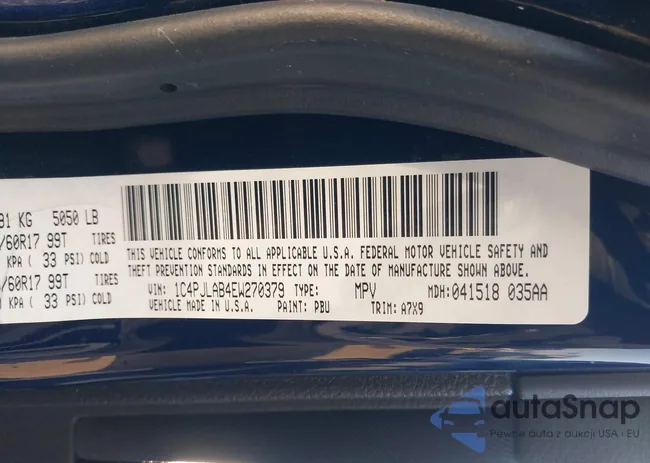 91 KG 5050 LB
/60R17 99T TIRES
KPA ( 33 PSI) COLD
/60R17 99T TIRES
KPA ( 33 PSI) COLD
THIS VEHICLE CONFORMS TO ALL APPLICABLE U.S.A. FEDERAL MOTOR VEHICLE SAFETY AND
THEFT PREVENTION STANDARDS IN EFFECT ON THE DATE OF MANUFACTURE SHOWN ABOVE.
VIN: 1C4PJLAB4EW270379 TYPE: MPV MDH: 041518 035AA
VEHICLE MADE IN U.S.A. PAINT: PBU TRIM: A7X9
autaSnap
Pewne auta z aukcji USA i EU